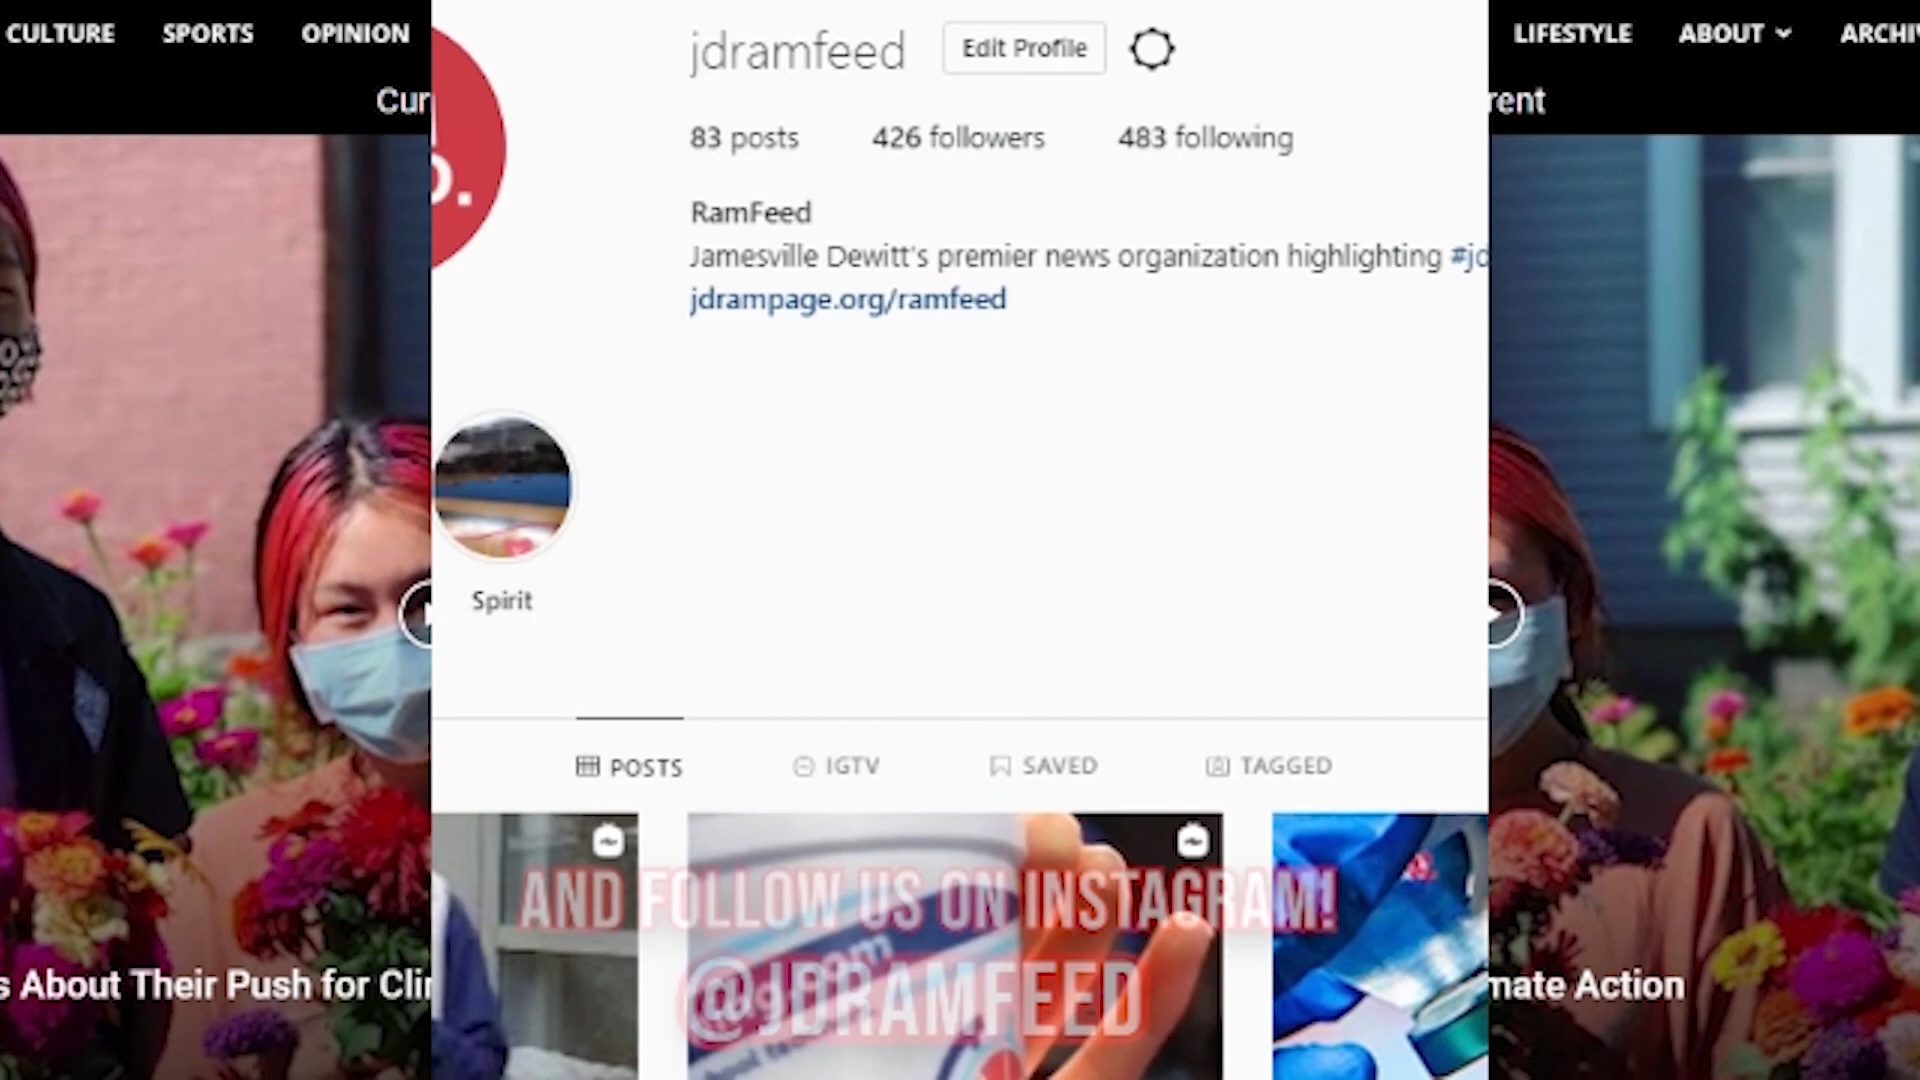 CULTURE SPORTS OPINION
LIFESTYLE ABOUT
Cur
rent
jdramfeed Edit Profile
83 posts 426 followers 483 following
RamFeed
Jamesville Dewitt's premier news organization highlighting #jd
jdrampage.org/ramfeed
Spirit
POSTS IGTV SAVED TAGGED
AND FOLLOW US ON INSTAGRAM!
@JDRAMFEED
s About Their Push for Cli
mate Action